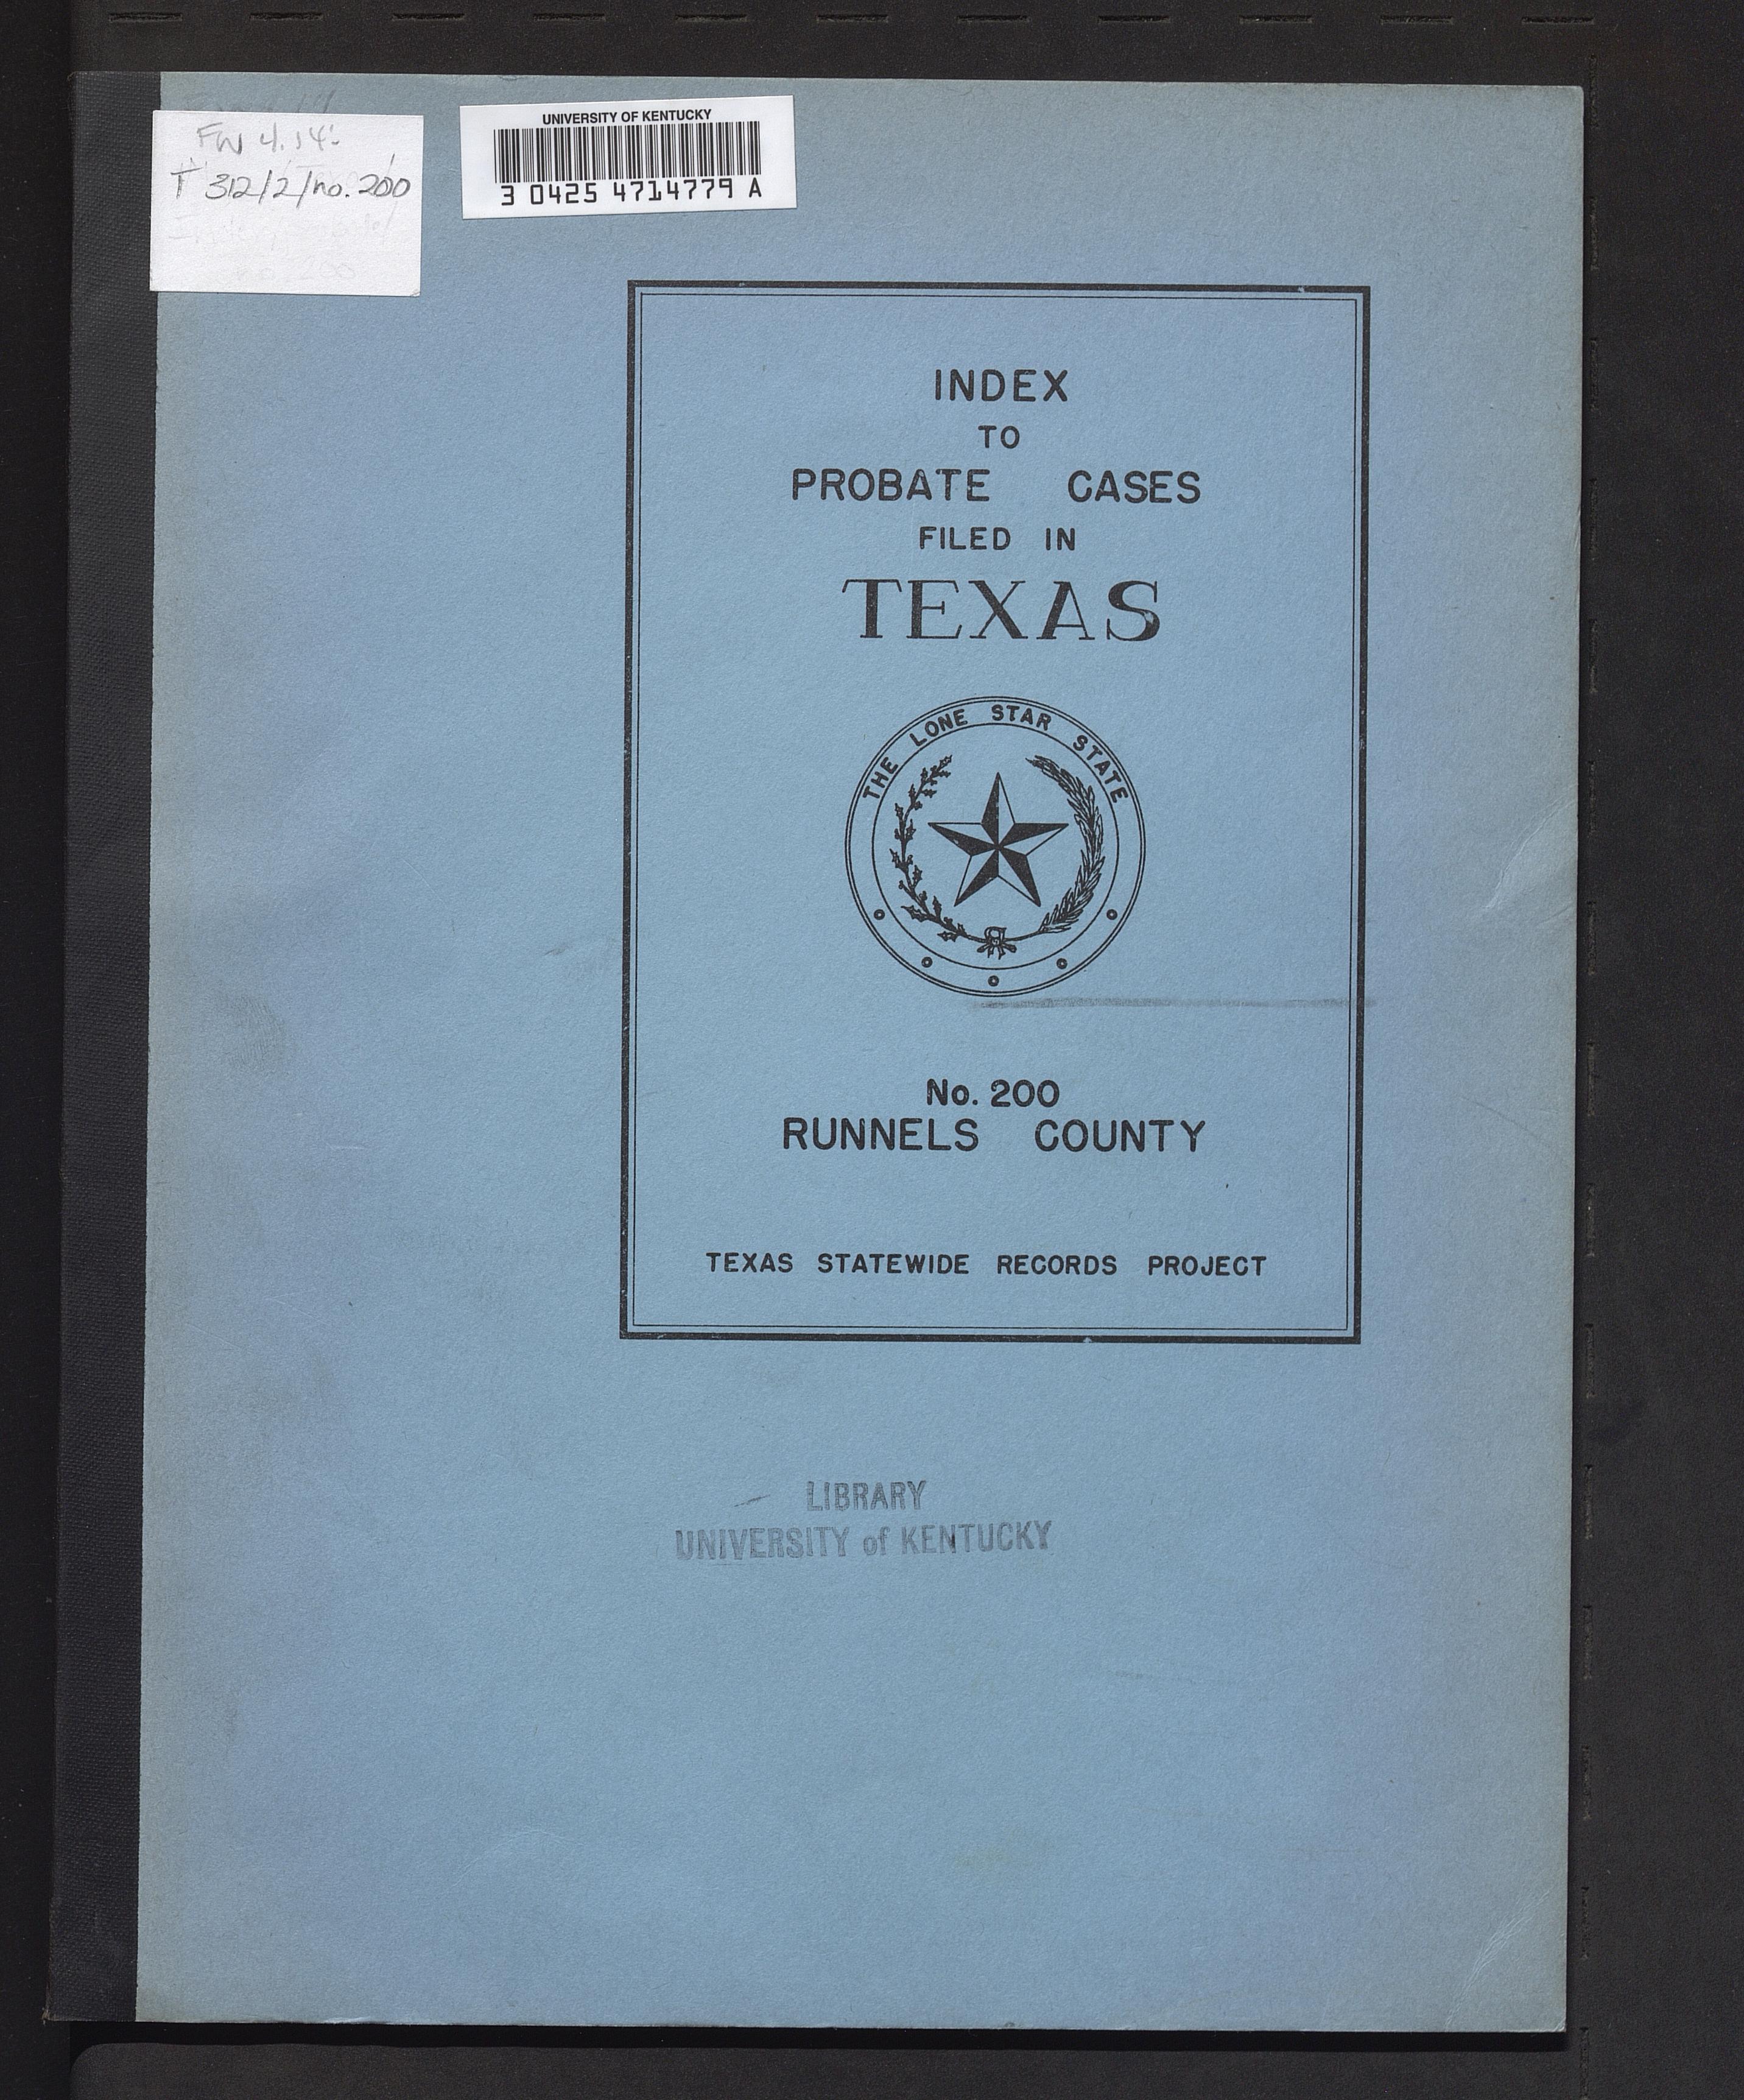 FW 4.14:
T 312/2/no. 200
UNIVERSITY OF KENTUCKY
3 0425 4714779 A
INDEX
TO
PROBATE CASES
FILED IN
TEXAS
THE LONE STAR STATE
No. 200
RUNNELS COUNTY
TEXAS STATEWIDE RECORDS PROJECT
LIBRARY
UNIVERSITY of KENTUCKY